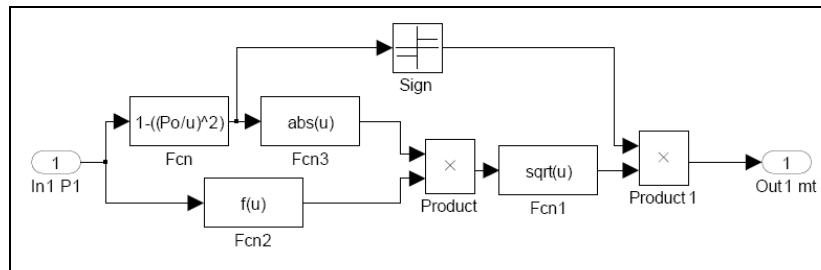 Sign
1-((Po/u)^2)
Fcn
abs(u)
Fcn3
1
In1 P1
f(u)
Fcn2
×
Product
sqrt(u)
Fcn1
×
Product 1
1
Out1 mt